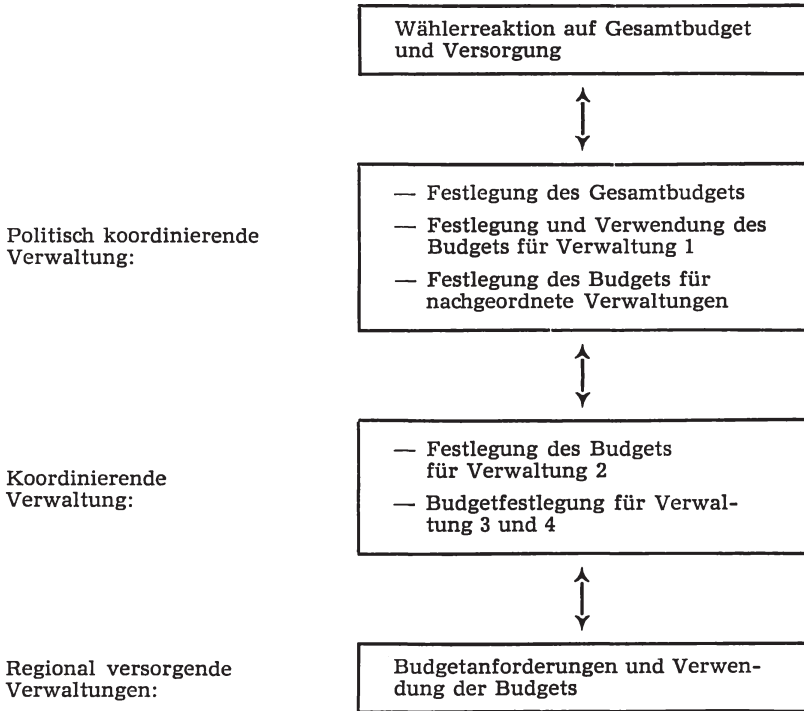 Wählerreaktion auf Gesamtbudget
und Versorgung
Politisch koordinierende
Verwaltung:
— Festlegung des Gesamtbudgets
— Festlegung und Verwendung des
Budgets für Verwaltung 1
— Festlegung des Budgets für
nachgeordnete Verwaltungen
Koordinierende
Verwaltung:
— Festlegung des Budgets
für Verwaltung 2
— Budgetfestlegung für Verwal-
tung 3 und 4
Regional versorgende
Verwaltungen:
Budgetanforderungen und Verwen-
dung der Budgets